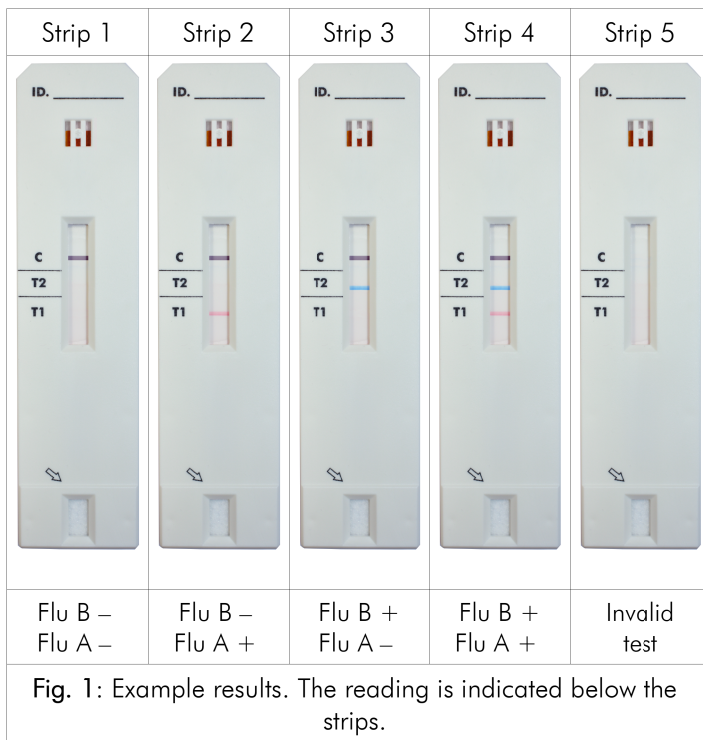 Strip 1 Strip 2 Strip 3 Strip 4 Strip 5
ID. ID. ID. ID. ID.
H H H H H
C C C C C
T2 T2 T2 T2 T2
T1 T1 T1 T1 T1
Flu B – Flu B – Flu B + Flu B + Invalid
Flu A – Flu A + Flu A – Flu A + test
Fig. 1: Example results. The reading is indicated below the
strips.